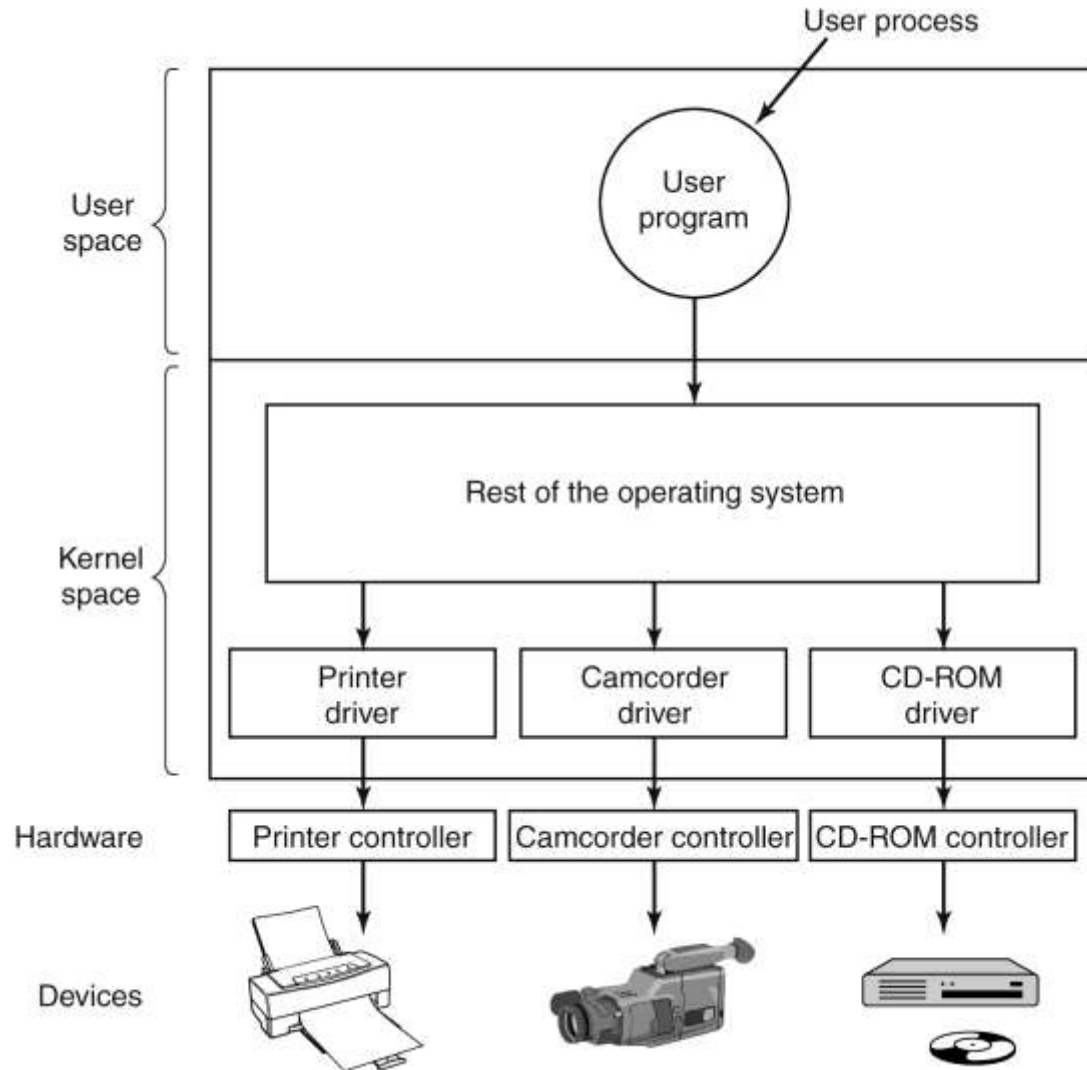 User process
User
program
User
space
Rest of the operating system
Kernel
space
Printer
driver
Camcorder
driver
CD-ROM
driver
Hardware
Printer controller
Camcorder controller
CD-ROM controller
Devices